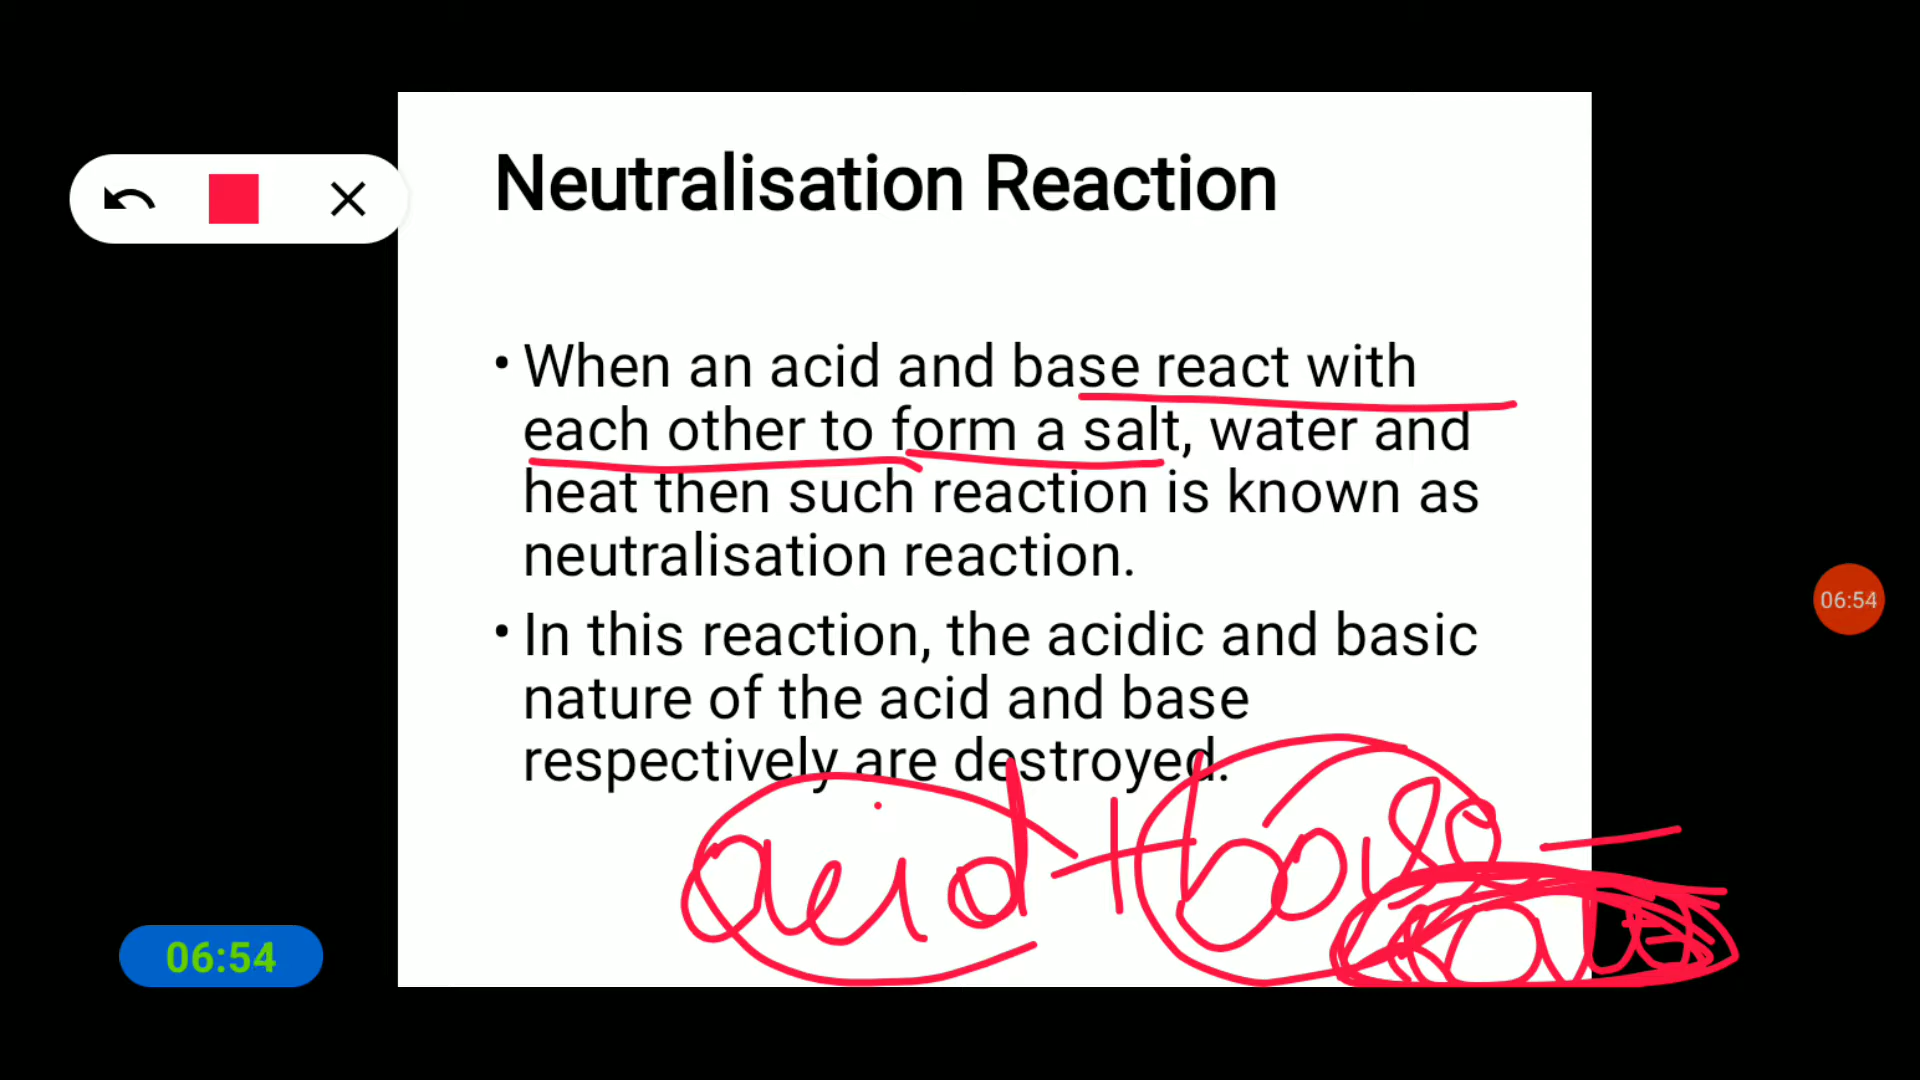 Neutralisation Reaction
• When an acid and base react with
each other to form a salt, water and
heat then such reaction is known as
neutralisation reaction.
• In this reaction, the acidic and basic
nature of the acid and base
respectively are destroyed.
acid + base
06:54
06:54